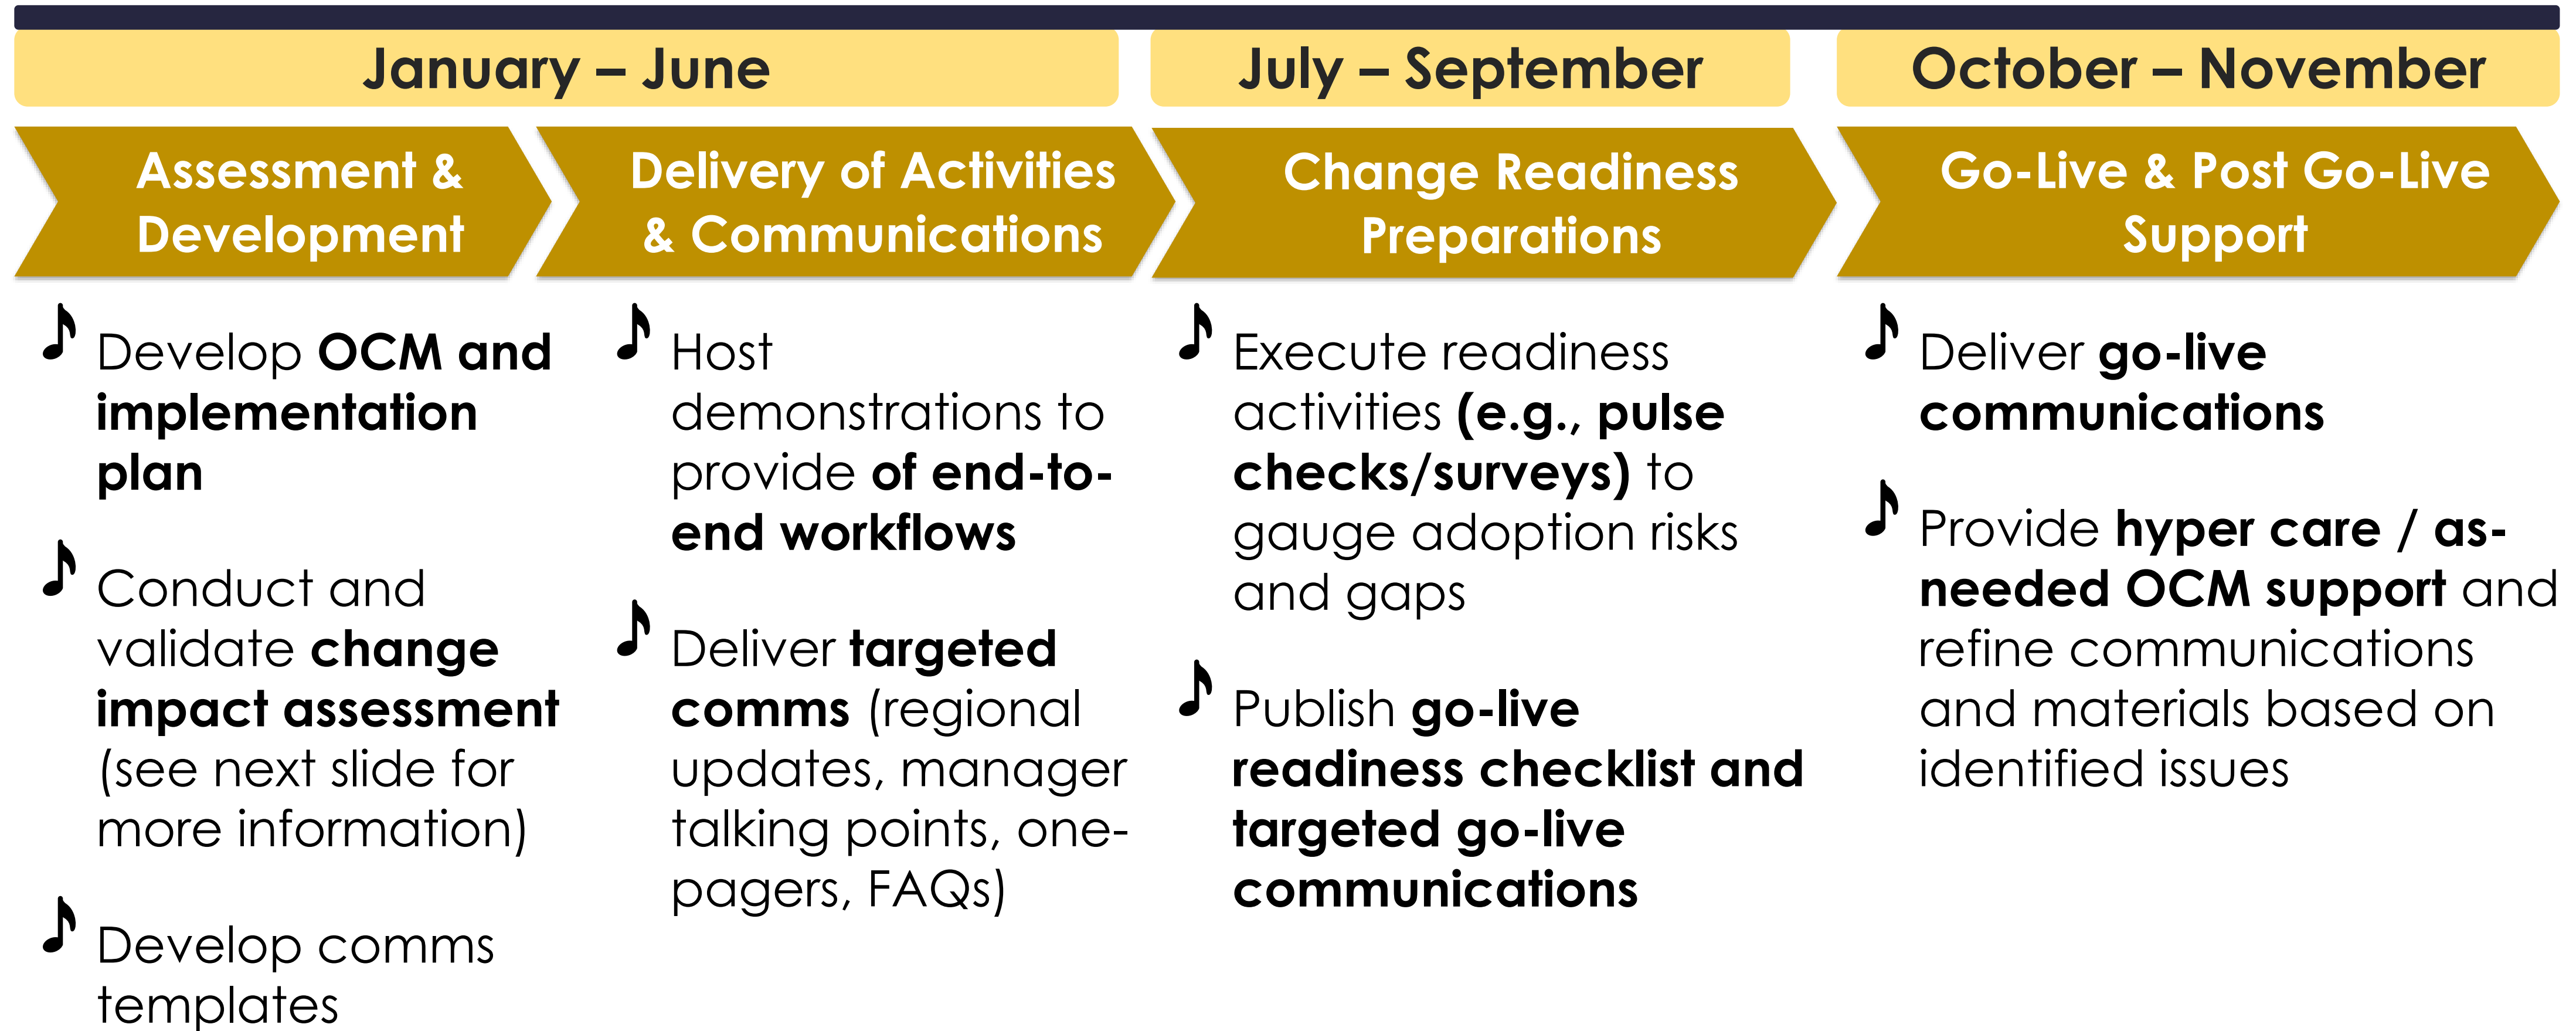 January – June
July – September
October – November
Assessment &
Development
Delivery of Activities
& Communications
Change Readiness
Preparations
Go-Live & Post Go-Live
Support
Develop OCM and
implementation
plan
Conduct and
validate change
impact assessment
(see next slide for
more information)
Develop comms
templates
Host
demonstrations to
provide of end-to-
end workflows
Deliver targeted
comms (regional
updates, manager
talking points, one-
pagers, FAQs)
Execute readiness
activities (e.g., pulse
checks/surveys) to
gauge adoption risks
and gaps
Publish go-live
readiness checklist and
targeted go-live
communications
Deliver go-live
communications
Provide hyper care / as-
needed OCM support and
refine communications
and materials based on
identified issues